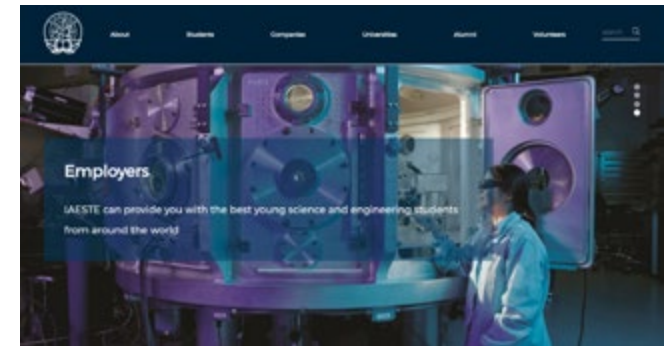 About
Students
Companies
Universities
Alumni
Volunteers
search
Employers
IAESTE can provide you with the best young science and engineering students
from around the world